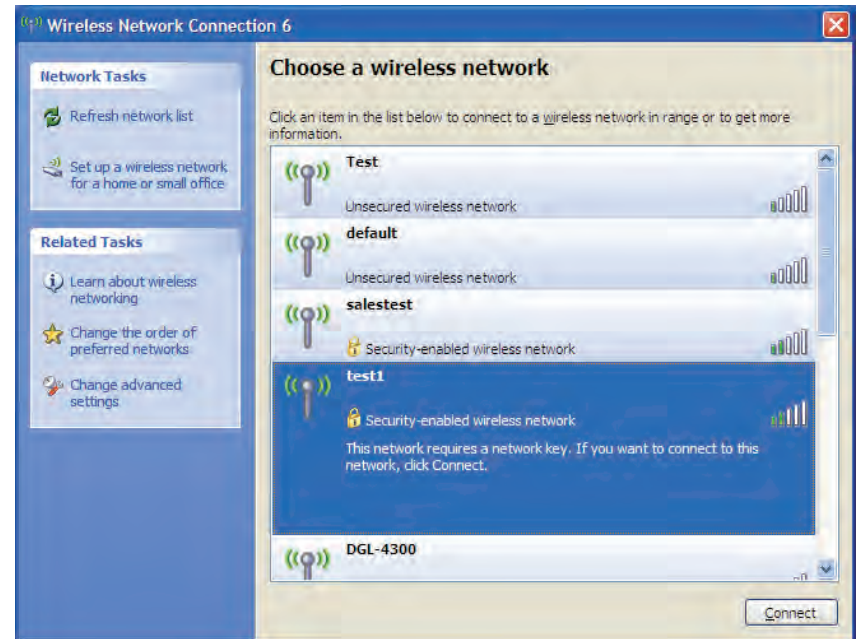 Wireless Network Connection 6
Network Tasks
Refresh network list
Set up a wireless network
for a home or small office
Related Tasks
Learn about wireless
networking
Change the order of
preferred networks
Change advanced
settings
Choose a wireless network
Click an item in the list below to connect to a wireless network in range or to get more
information.
Test
Unsecured wireless network
default
Unsecured wireless network
salestest
Security-enabled wireless network
test1
Security-enabled wireless network
This network requires a network key. If you want to connect to this
network, click Connect.
DGL-4300
Connect